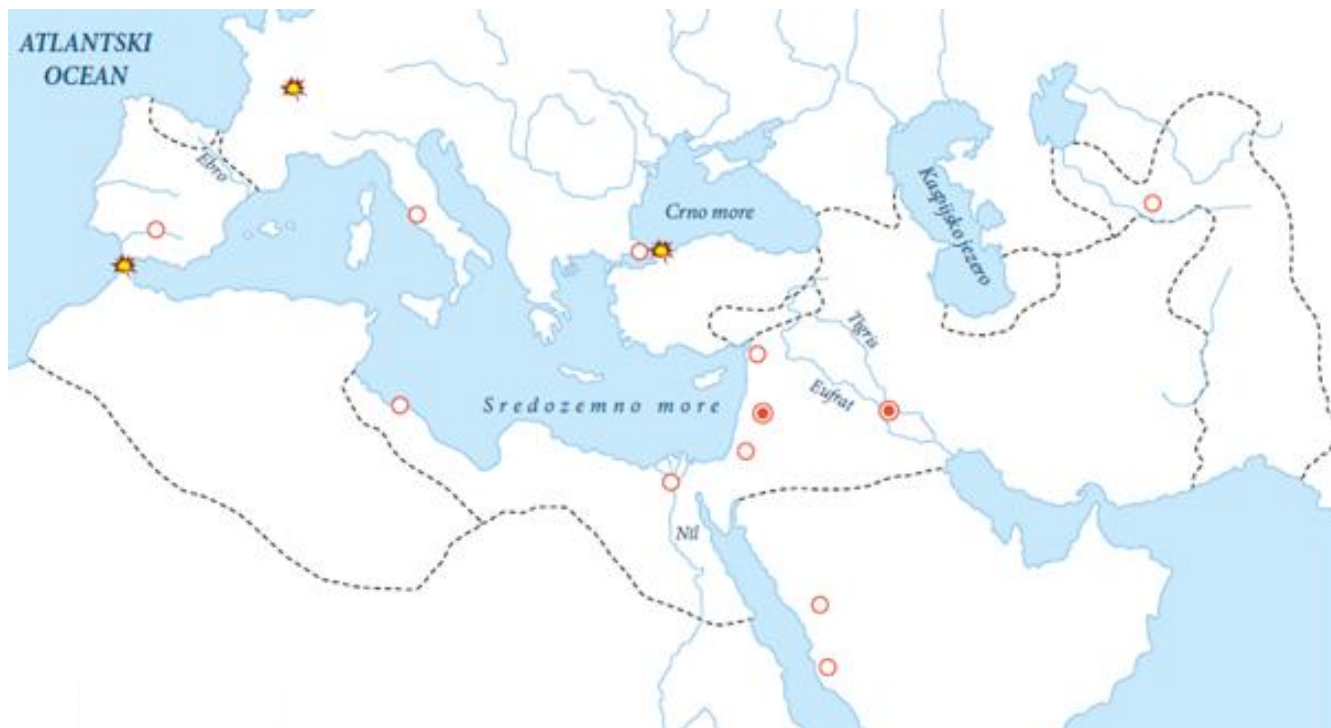 ATLANTSKI
OCEAN
Ebro
Crno more
Kaspijsko jezero
Tigris
Eufrat
Sredozemno more
Nil